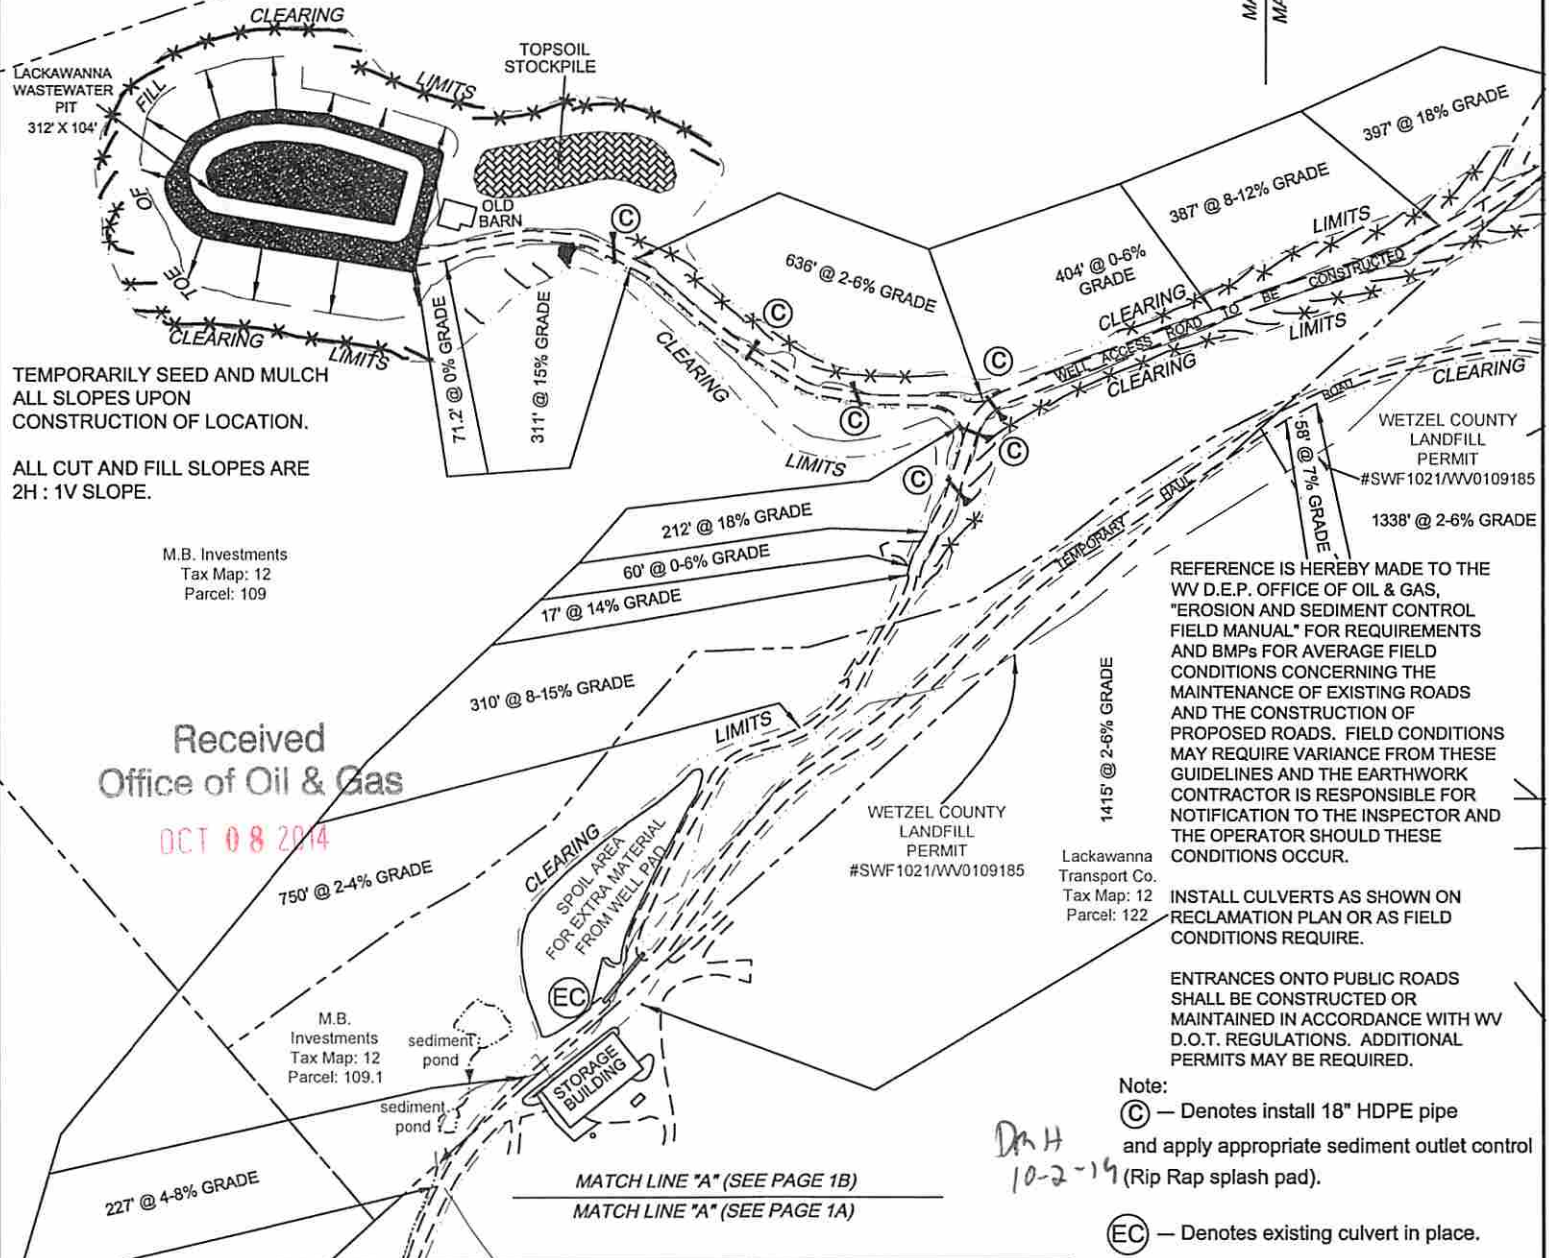 CLEARING
LACKAWANNA
WASTEWATER
PIT
312' X 104'
FILL
OF
TOE
LIMITS
TOPSOIL
STOCKPILE
OLD
BARN
C
CLEARING
LIMITS
71.2' @ 0% GRADE
311' @ 15% GRADE
636' @ 2-6% GRADE
C
C
C
C
C
CLEARING
LIMITS
404' @ 0-6%
GRADE
387' @ 8-12% GRADE
397' @ 18% GRADE
LIMITS
CLEARING
WELL ACCESS ROAD TO BE CONSTRUCTED
CLEARING
LIMITS
TEMPORARY HAUL ROAD
CLEARING
WETZEL COUNTY
LANDFILL
PERMIT
#SWF1021/WV0109185
58' @ 7% GRADE
1338' @ 2-6% GRADE
TEMPORARILY SEED AND MULCH
ALL SLOPES UPON
CONSTRUCTION OF LOCATION.
ALL CUT AND FILL SLOPES ARE
2H : 1V SLOPE.
M.B. Investments
Tax Map: 12
Parcel: 109
212' @ 18% GRADE
60' @ 0-6% GRADE
17' @ 14% GRADE
310' @ 8-15% GRADE
Received
Office of Oil & Gas
OCT 08 2014
750' @ 2-4% GRADE
LIMITS
CLEARING
SPOIL AREA
FOR EXTRA MATERIAL
FROM WELL PAD
EC
WETZEL COUNTY
LANDFILL
PERMIT
#SWF1021/WV0109185
1415' @ 2-6% GRADE
Lackawanna
Transport Co.
Tax Map: 12
Parcel: 122
REFERENCE IS HEREBY MADE TO THE
WV D.E.P. OFFICE OF OIL & GAS,
"EROSION AND SEDIMENT CONTROL
FIELD MANUAL" FOR REQUIREMENTS
AND BMPs FOR AVERAGE FIELD
CONDITIONS CONCERNING THE
MAINTENANCE OF EXISTING ROADS
AND THE CONSTRUCTION OF
PROPOSED ROADS. FIELD CONDITIONS
MAY REQUIRE VARIANCE FROM THESE
GUIDELINES AND THE EARTHWORK
CONTRACTOR IS RESPONSIBLE FOR
NOTIFICATION TO THE INSPECTOR AND
THE OPERATOR SHOULD THESE
CONDITIONS OCCUR.
INSTALL CULVERTS AS SHOWN ON
RECLAMATION PLAN OR AS FIELD
CONDITIONS REQUIRE.
ENTRANCES ONTO PUBLIC ROADS
SHALL BE CONSTRUCTED OR
MAINTAINED IN ACCORDANCE WITH WV
D.O.T. REGULATIONS. ADDITIONAL
PERMITS MAY BE REQUIRED.
M.B.
Investments
Tax Map: 12
Parcel: 109.1
sediment
pond
sediment
pond
STORAGE
BUILDING
227' @ 4-8% GRADE
MATCH LINE "A" (SEE PAGE 1B)
MATCH LINE "A" (SEE PAGE 1A)
DmH
10-2-14
Note:
C — Denotes install 18" HDPE pipe
and apply appropriate sediment outlet control
(Rip Rap splash pad).
EC — Denotes existing culvert in place.